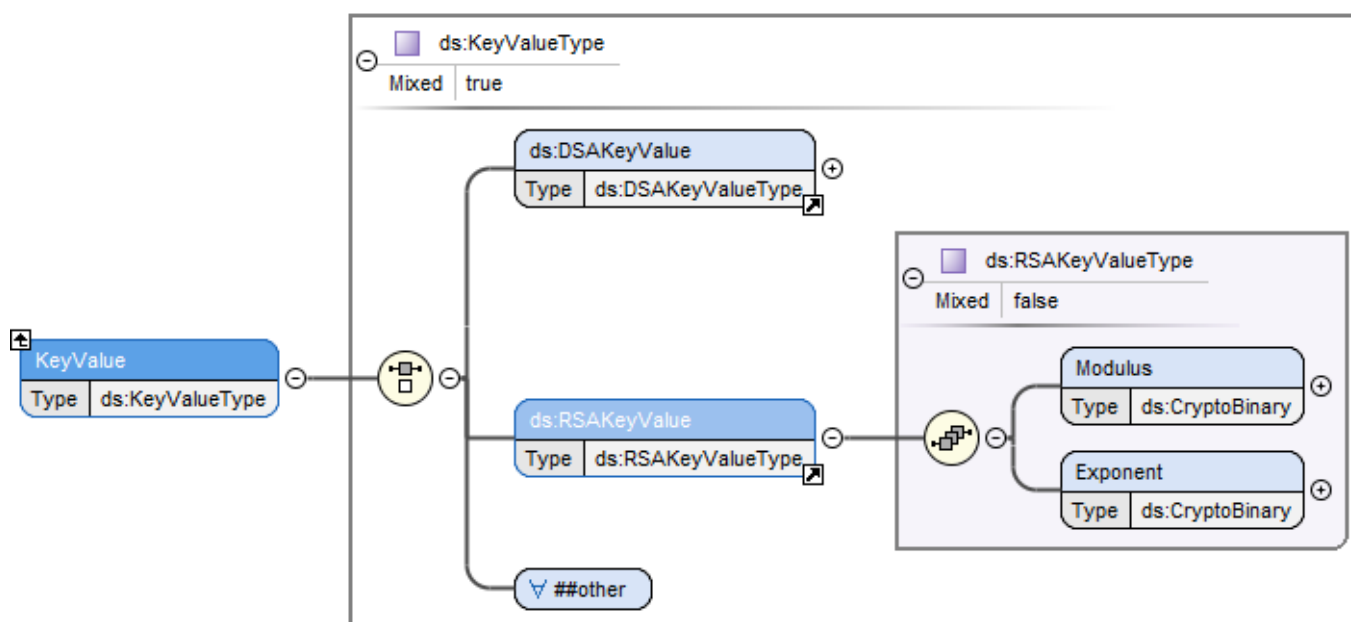 ds:KeyValueType
Mixed true
ds:DSAKeyValue
Type ds:DSAKeyValueType
ds:RSAKeyValueType
Mixed false
KeyValue
Type ds:KeyValueType
Modulus
Type ds:CryptoBinary
ds:RSAKeyValue
Type ds:RSAKeyValueType
Exponent
Type ds:CryptoBinary
∀ ##other